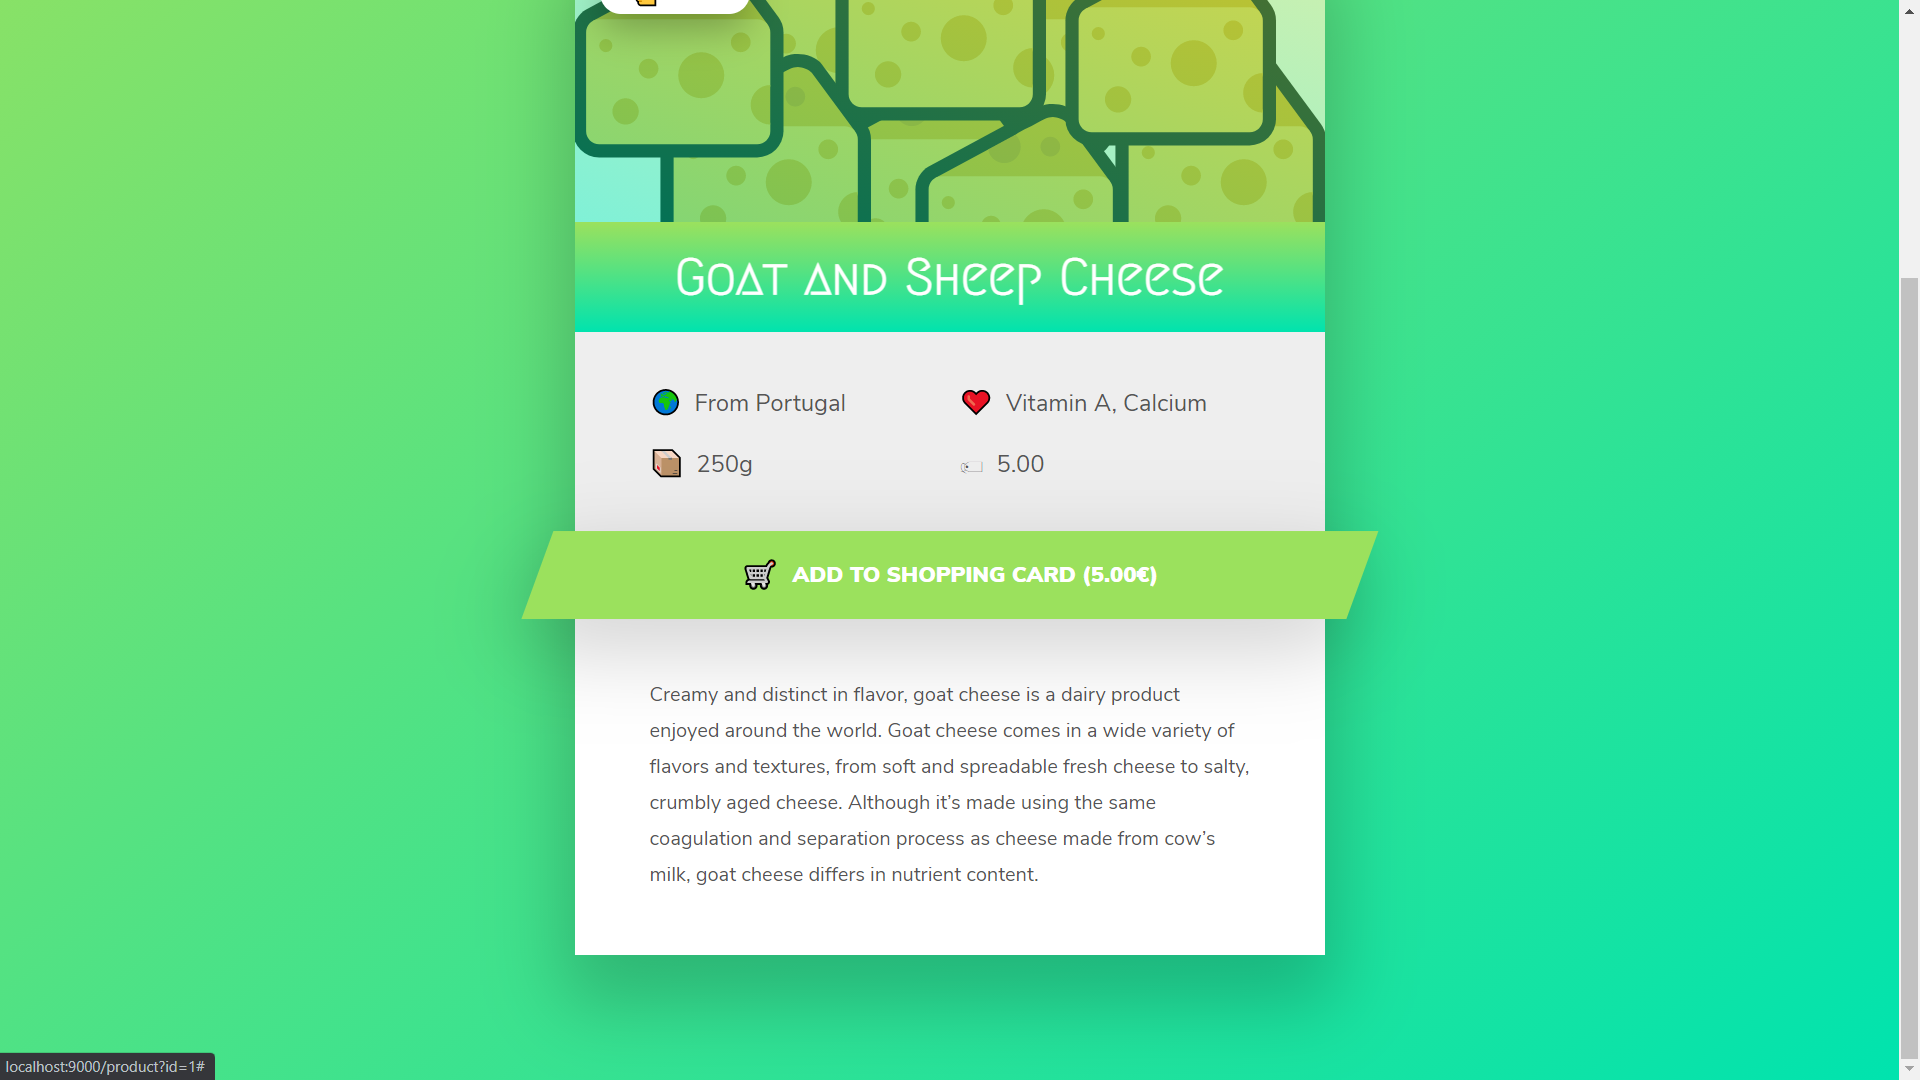 Goat and Sheep Cheese
From Portugal
Vitamin A, Calcium
250g
5.00
ADD TO SHOPPING CARD (5.00€)
Creamy and distinct in flavor, goat cheese is a dairy product
enjoyed around the world. Goat cheese comes in a wide variety of
flavors and textures, from soft and spreadable fresh cheese to salty,
crumbly aged cheese. Although it’s made using the same
coagulation and separation process as cheese made from cow’s
milk, goat cheese differs in nutrient content.
localhost:9000/product?id=1#